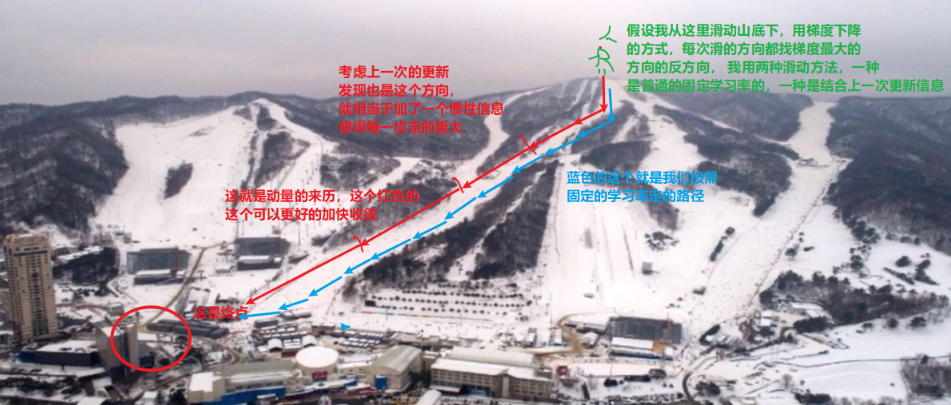 假设我从这里滑动山底下，用梯度下降
的方式，每次滑的方向都找梯度最大的
方向的反方向， 我用两种滑动方法，一种
是普通的固定学习率的，一种是结合上一次更新信息
考虑上一次的更新
发现也是这个方向，
就相当于加了一个惯性信息
使得每一步走的更大
蓝色的这个就是我们按照
固定的学习率走的路径
这就是动量的来历，这个红色的
这个可以更好的加快收敛
这是终点